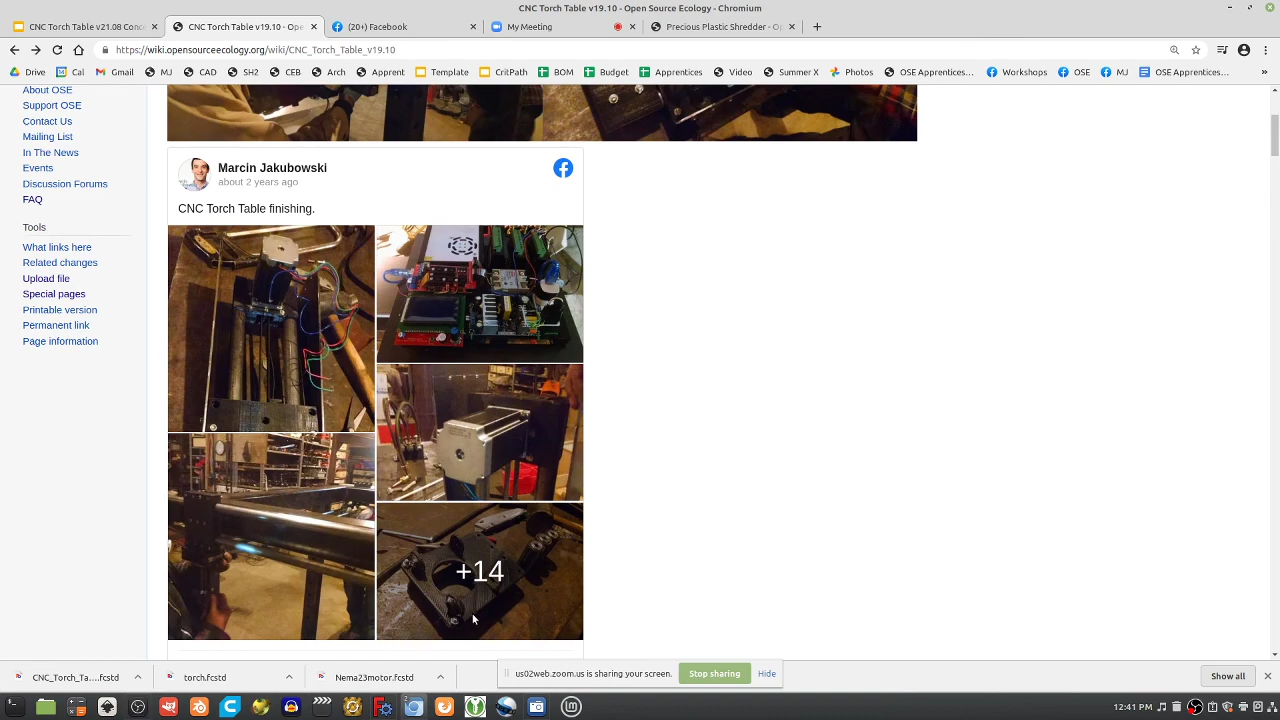 CNC Torch Table v19.10 - Open Source Ecology - Chromium
CNC Torch Table v21.08 Conc
CNC Torch Table v19.10 - Ope
(20+) Facebook
My Meeting
Precious Plastic Shredder - Op
https://wiki.opensourceecology.org/wiki/CNC_Torch_Table_v19.10
Drive
Cal
Gmail
MJ
CAD
SH2
CEB
Arch
Apprent
Template
CritPath
BOM
Budget
Apprentices
Video
Summer X
Photos
OSE Apprentices…
Workshops
OSE
MJ
OSE Apprentices…
»
About OSE
Support OSE
Contact Us
Mailing List
In The News
Events
Discussion Forums
FAQ
Tools
What links here
Related changes
Upload file
Special pages
Printable version
Permanent link
Page information
Marcin Jakubowski
about 2 years ago
CNC Torch Table finishing.
+14
CNC_Torch_Ta....fcstd
torch.fcstd
Nema23motor.fcstd
us02web.zoom.us is sharing your screen.
Stop sharing
Hide
Show all
2
12:41 PM